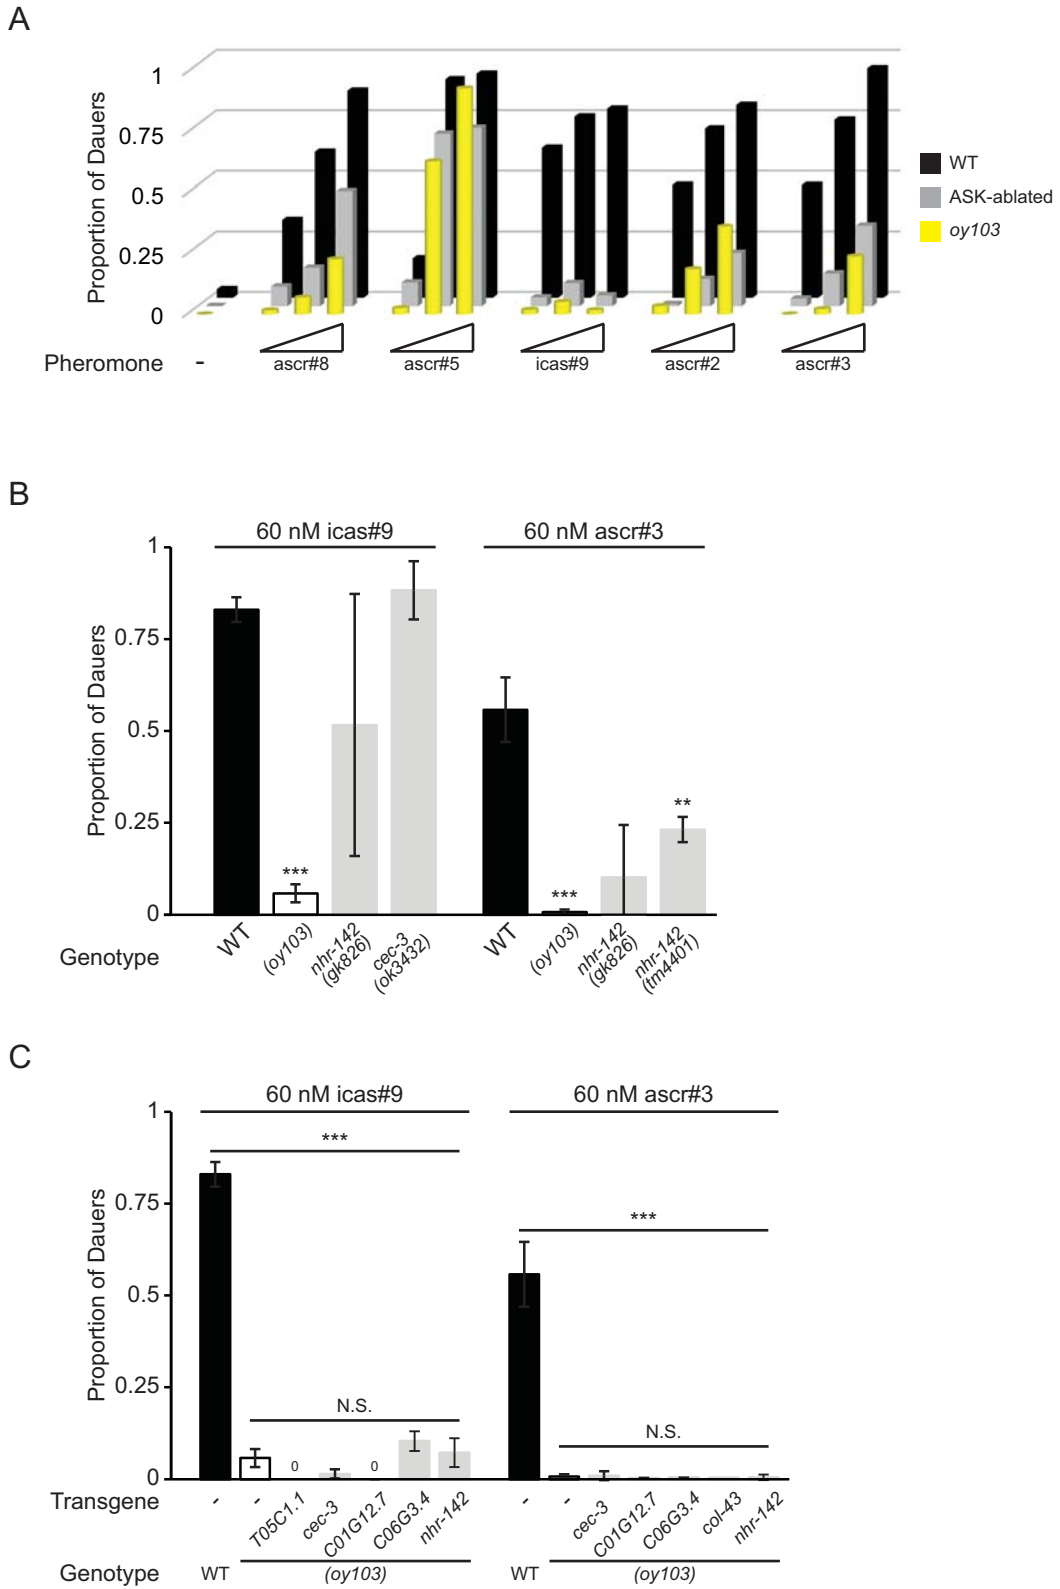 A
Proportion of Dauers
1
0.75
0.5
0.25
0
WT
ASK-ablated
oy103
Pheromone
-
ascr#8
ascr#5
icas#9
ascr#2
ascr#3
B
60 nM icas#9
60 nM ascr#3
Proportion of Dauers
1
0.75
0.5
0.25
0
***
***
**
Genotype
WT
(oy103)
nhr-142
(gk826)
cec-3
(ok3432)
WT
(oy103)
nhr-142
(gk826)
nhr-142
(tm4401)
C
60 nM icas#9
60 nM ascr#3
Proportion of Dauers
1
0.75
0.5
0.25
0
***
***
N.S.
N.S.
0
0
Transgene
-
-
T05C1.1
cec-3
C01G12.7
C06G3.4
nhr-142
-
-
cec-3
C01G12.7
C06G3.4
col-43
nhr-142
Genotype
WT
(oy103)
WT
(oy103)